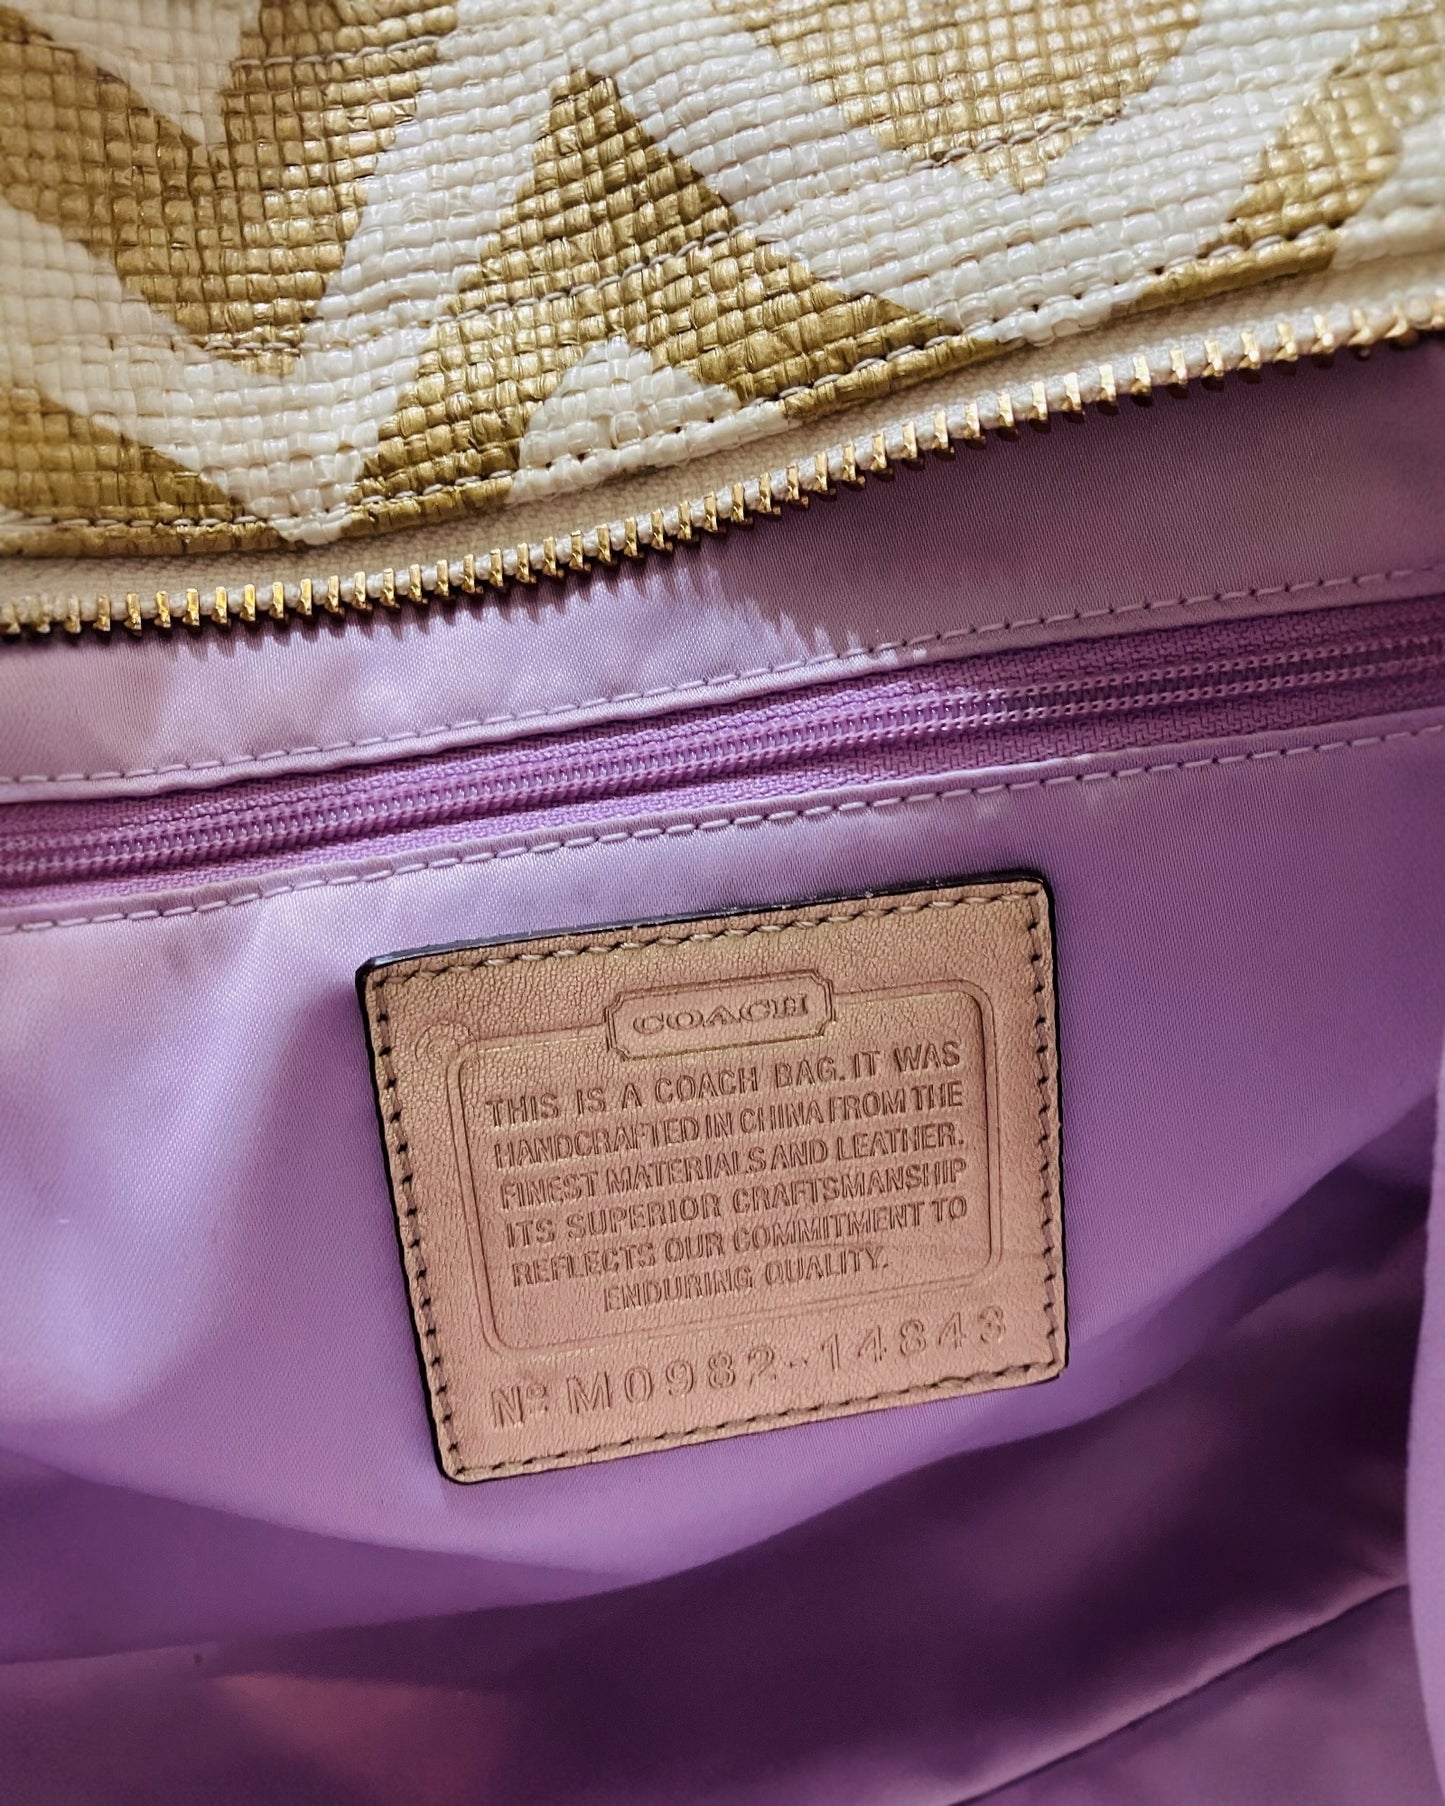 COACH
THIS IS A COACH BAG. IT WAS
HANDCRAFTED IN CHINA FROM THE
FINEST MATERIALS AND LEATHER.
ITS SUPERIOR CRAFTSMANSHIP
REFLECTS OUR COMMITMENT TO
ENDURING QUALITY.
Nº M0982-14843